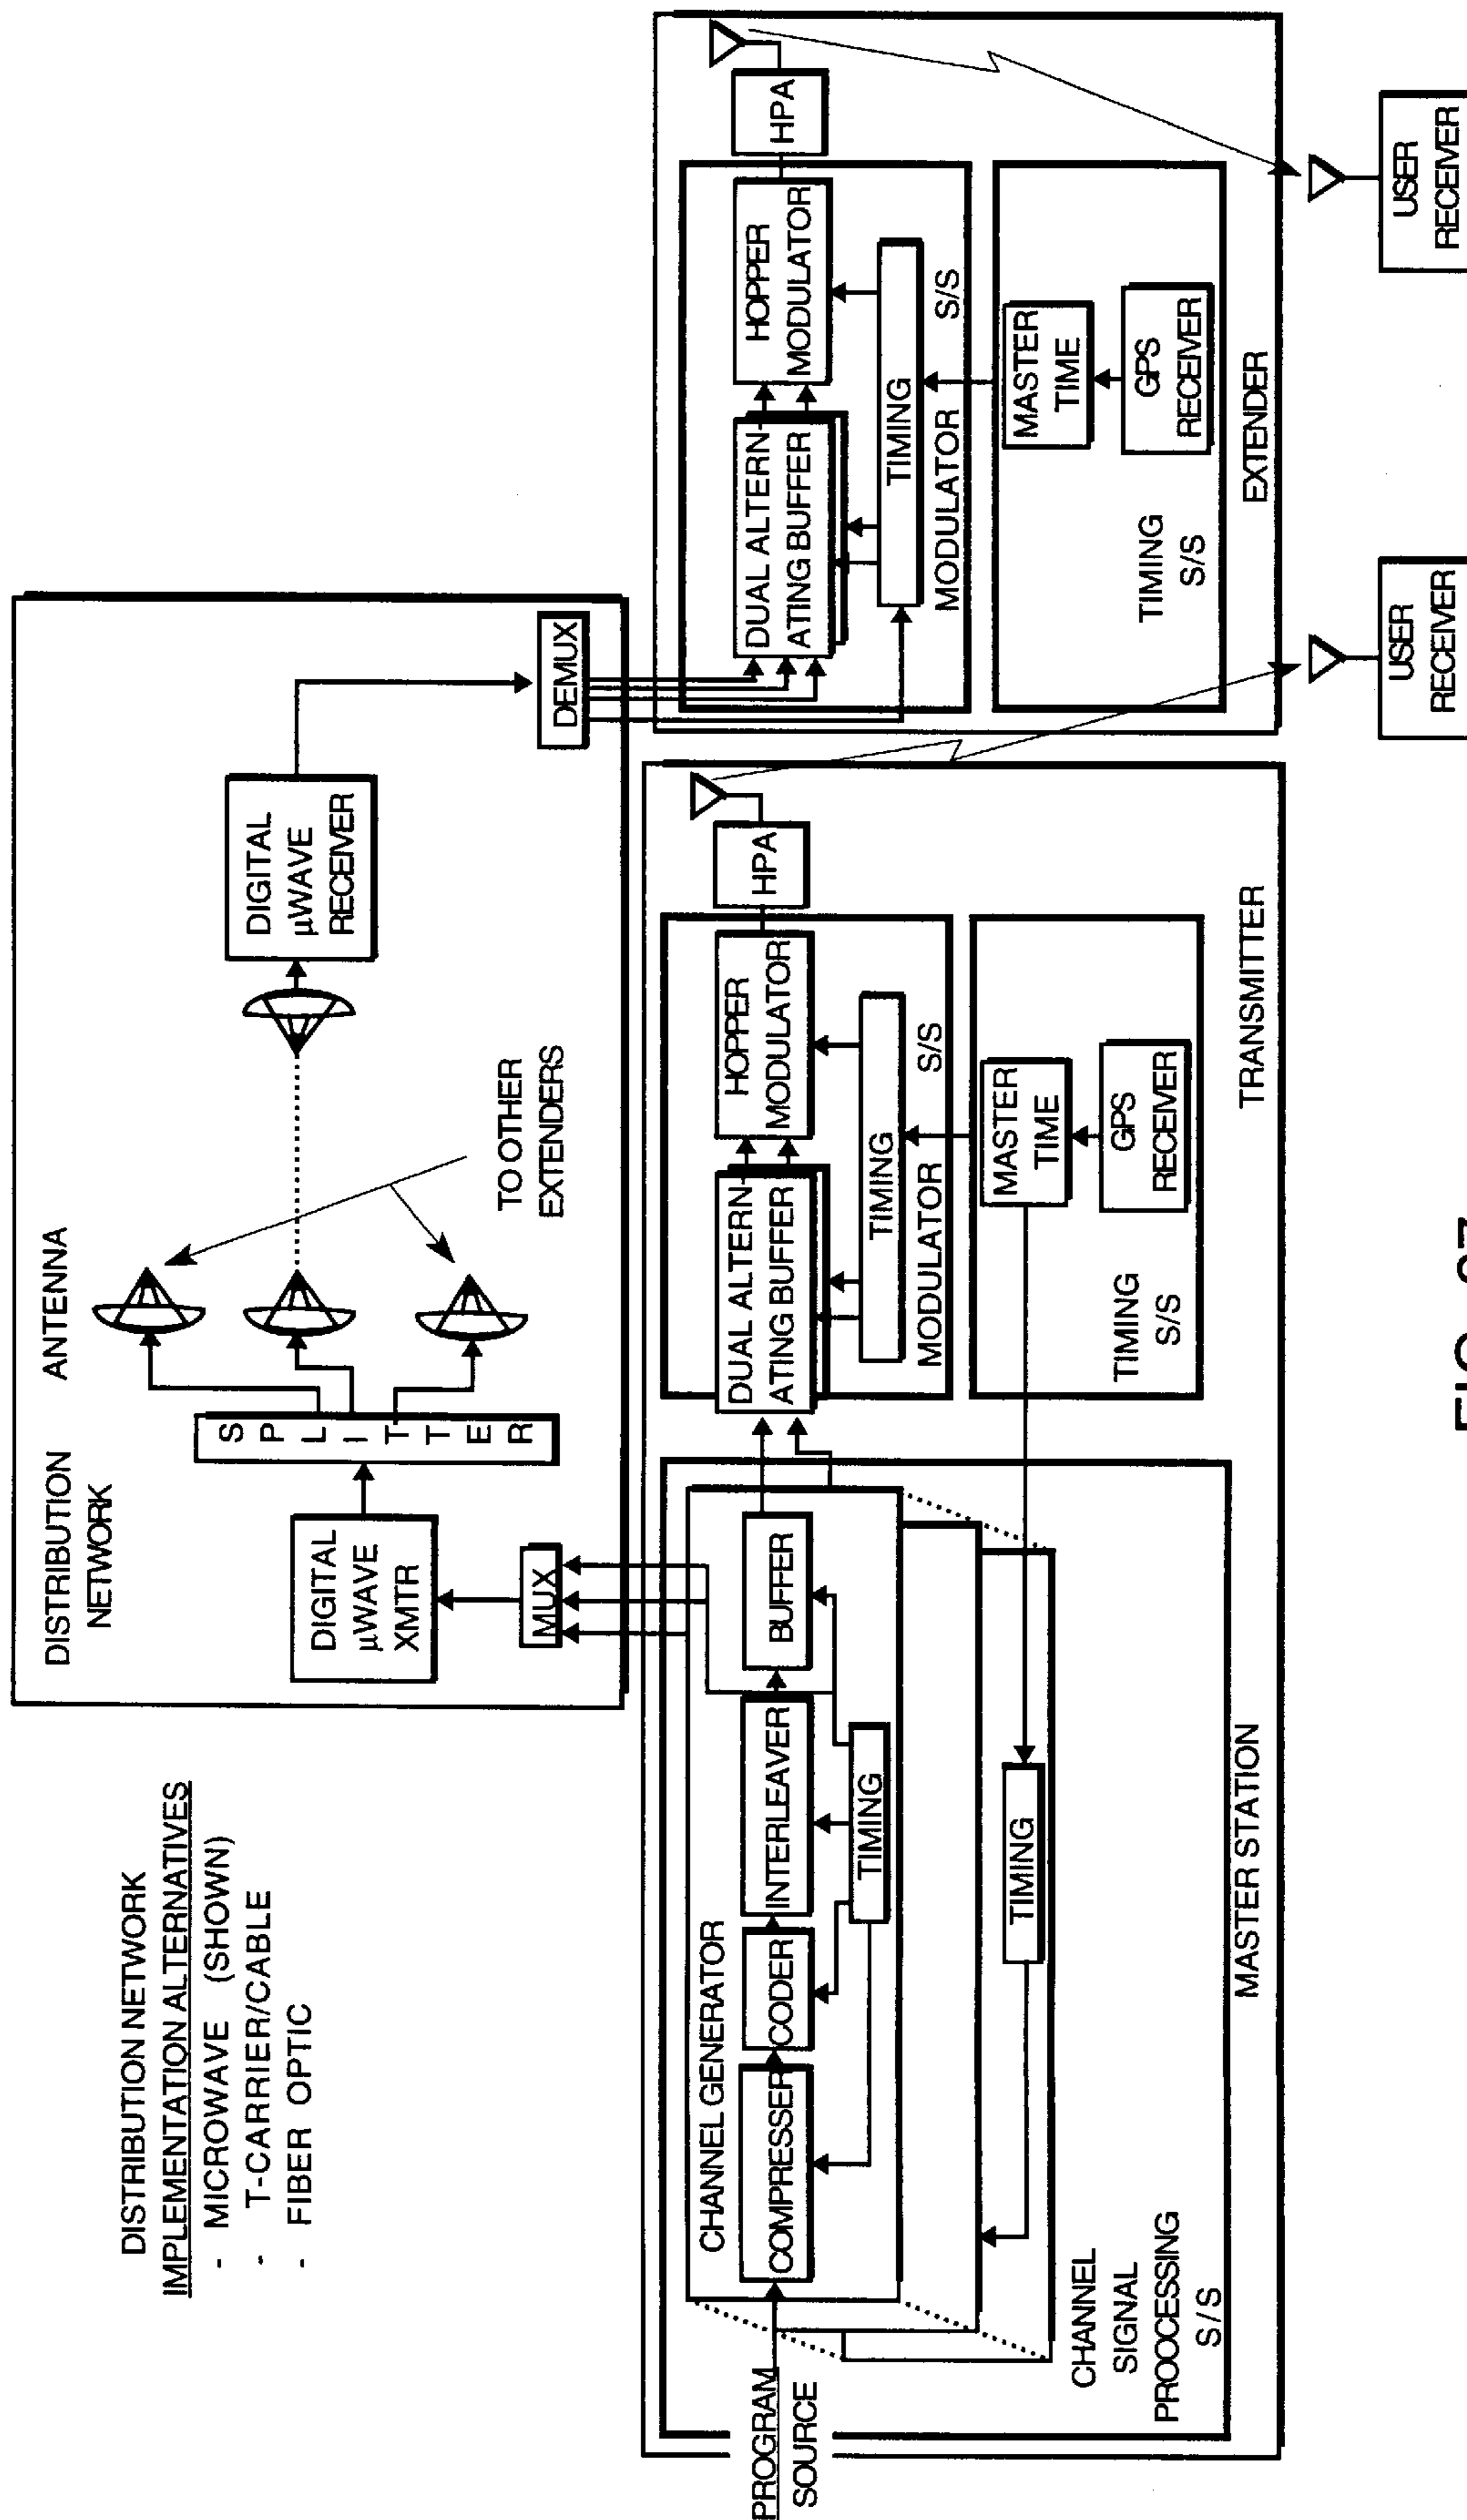 DISTRIBUTION NETWORK
IMPLEMENTATION ALTERNATIVES
- MICROWAVE (SHOWN)
- T-CARRIER/CABLE
- FIBER OPTIC
DISTRIBUTION
NETWORK
ANTENNA
DIGITAL
µWAVE
XMTR
MUX
SPLITTER
TO OTHER
EXTENDERS
DIGITAL
µWAVE
RECEIVER
DEMUX
PROGRAM
SOURCE
CHANNEL GENERATOR
COMPRESSER
CODER
INTERLEAVER
BUFFER
TIMING
TIMING
CHANNEL
SIGNAL
PROOCESSING
S/S
MASTER STATION
DUAL ALTERN-
ATING BUFFER
HOPPER
MODULATOR
TIMING
MODULATOR S/S
HPA
MASTER
TIME
GPS
RECEIVER
TIMING
S/S
TRANSMITTER
DUAL ALTERN-
ATING BUFFER
HOPPER
MODULATOR
TIMING
MODULATOR S/S
HPA
MASTER
TIME
GPS
RECEIVER
TIMING
S/S
EXTENDER
USER
RECEIVER
USER
RECEIVER